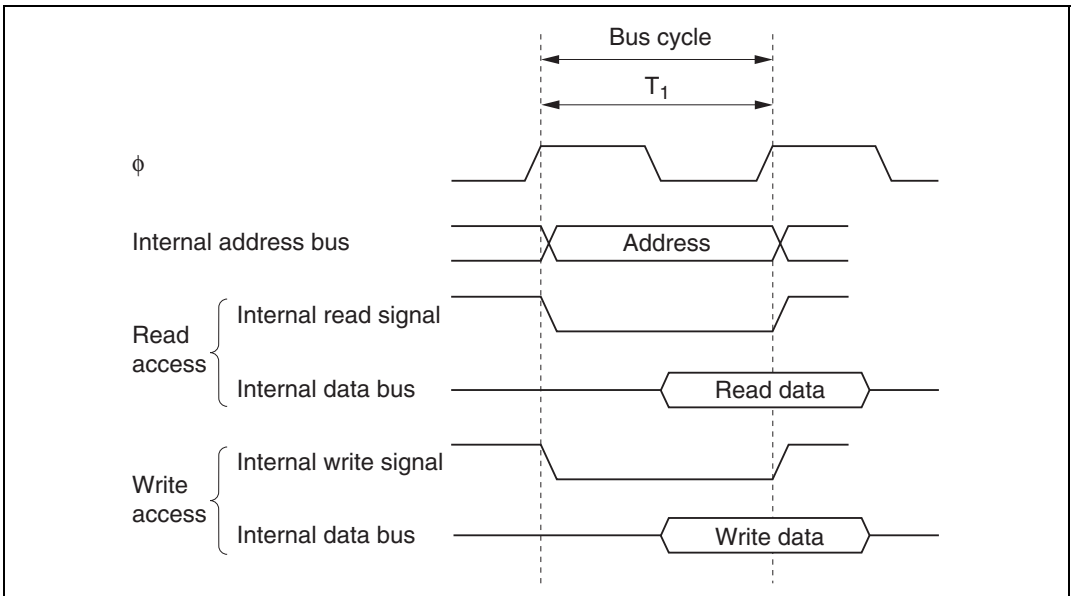 Bus cycle
T₁
ϕ
Internal address bus
Address
Read access
Internal read signal
Internal data bus
Read data
Write access
Internal write signal
Internal data bus
Write data